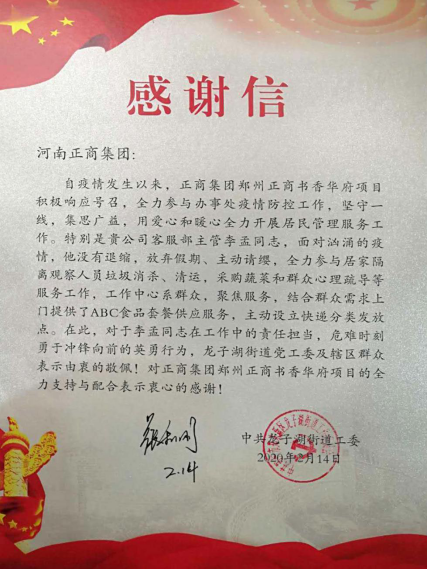 感谢信
河南正商集团：
自疫情发生以来，正商集团郑州正商书香华府项目
积极响应号召，全力参与办事处疫情防控工作，坚守一
线，集思广益，用爱心和暖心全力开展居民管理服务工
作。特别是贵公司客服部主管李孟同志，面对汹涌的疫
情，他没有退缩，放弃假期、主动请缨，全力参与居家隔
离观察人员垃圾消杀、清运，采购蔬菜和群众心理疏导等
服务工作，工作中心系群众，聚焦服务，结合群众需求上
门提供了ABC食品套餐供应服务，主动设立快递分类发放
点。在此，对于李孟同志在工作中的责任担当，危难时刻
勇于冲锋向前的英勇行为，龙子湖街道党工委及辖区群众
表示由衷的敬佩！对正商集团郑州正商书香华府项目的全
力支持与配合表示衷心的感谢！
中共龙子湖街道工委
2020年2月14日
2.14